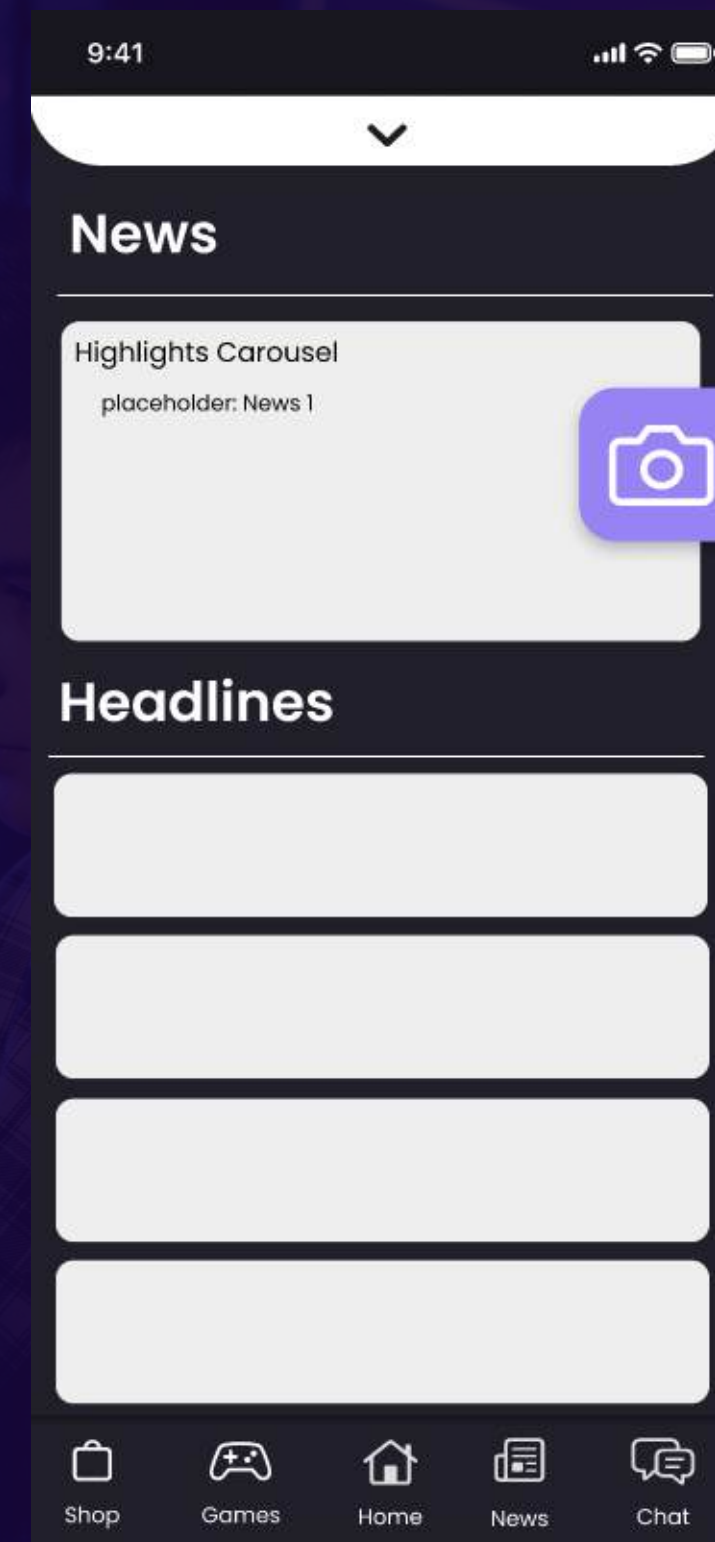 9:41
News
Highlights Carousel
placeholder: News 1
Headlines
Shop Games Home News Chat